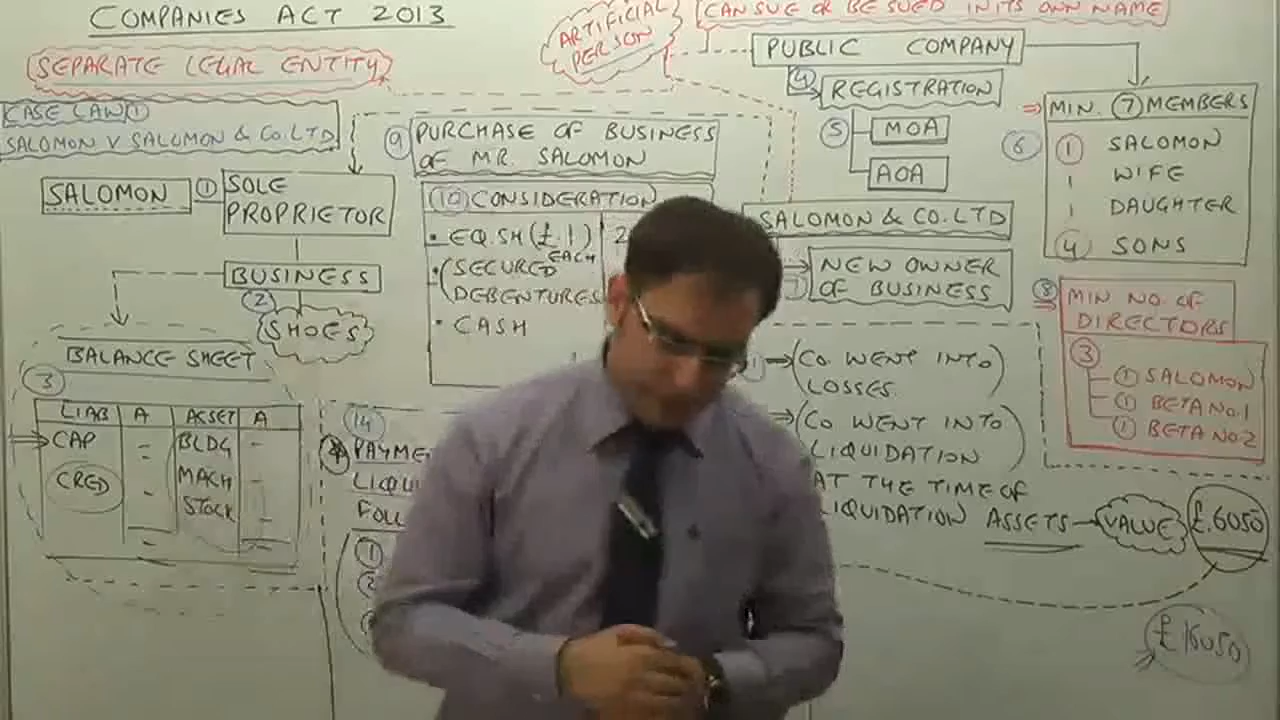 COMPANIES ACT 2013
SEPARATE LEGAL ENTITY
CASE LAW ①
SALOMON V SALOMON & CO. LTD
SALOMON
① SOLE
PROPRIETOR
BUSINESS
②
SHOES
BALANCE SHEET
③
LIAB A ASSET A
CAP - BLDG -
CRED - MACH -
STOCK -
ARTIFICIAL
PERSON
CAN SUE OR BE SUED IN ITS OWN NAME
PUBLIC COMPANY
④ REGISTRATION
⑤ MOA
AOA
⑨ PURCHASE OF BUSINESS
OF MR. SALOMON
⑩ CONSIDERATION
• EQ.SH (£.1) 2
EACH
• (SECURED
DEBENTURES
• CASH
SALOMON & CO. LTD
NEW OWNER
OF BUSINESS
MIN. ⑦ MEMBERS
⑥
① SALOMON
1 WIFE
1 DAUGHTER
④ SONS
⑧ MIN NO. OF
DIRECTORS
③
① SALOMON
① BETA No.1
① BETA No.2
(CO. WENT INTO
LOSSES.
(CO WENT INTO
LIQUIDATION
AT THE TIME OF
LIQUIDATION ASSETS VALUE £.6050
£ 16050
⑭
①
②